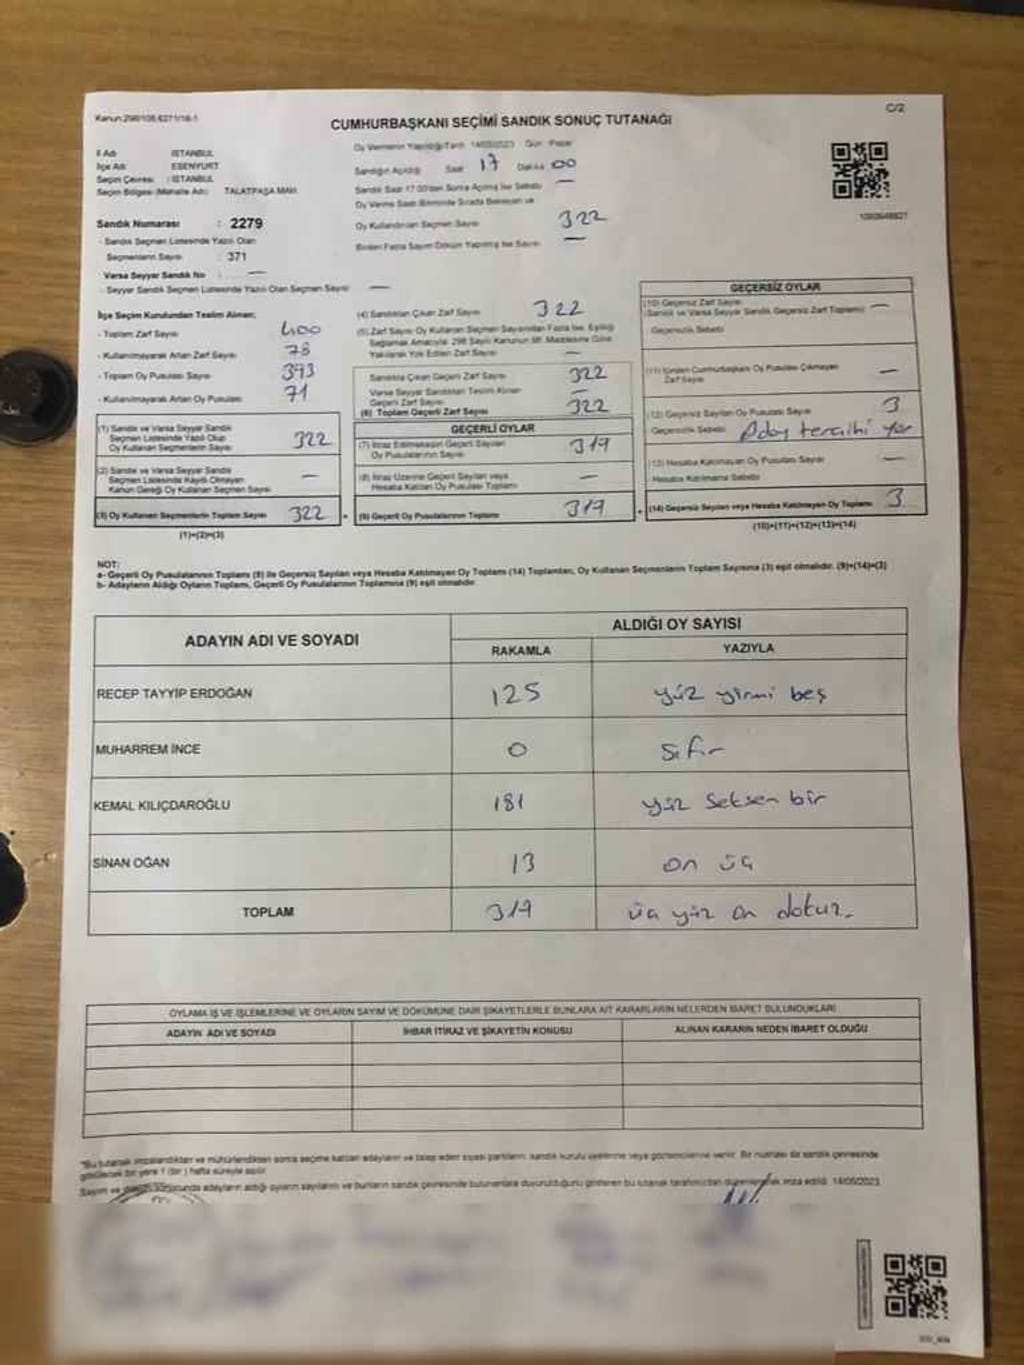 Kanun:298/105,6271/16-1
C/2
CUMHURBAŞKANI SEÇİMİ SANDIK SONUÇ TUTANAĞI
İl Adı : İSTANBUL
İlçe Adı : ESENYURT
Seçim Çevresi : İSTANBUL
Seçim Bölgesi (Mahalle Adı) : TALATPAŞA MAH.
Sandık Numarası : 2279
- Sandık Seçmen Listesinde Yazılı Olan
Seçmenlerin Sayısı : 371
Varsa Seyyar Sandık No : —
- Seyyar Sandık Seçmen Listesinde Yazılı Olan Seçmen Sayısı —
Oy Vermenin Yapıldığı Tarih 14/05/2023 Gün Pazar
Sandığın Açıldığı Saat 17 Dakika 00
Sandık Saat 17:00'den Sonra Açılmış İse Sebebi —
Oy Verme Saati Bitiminde Sırada Bekleyen ve
Oy Kullandırılan Seçmen Sayısı 322
Birden Fazla Sayım Döküm Yapılmış İse Sayısı —
İlçe Seçim Kurulundan Teslim Alınan;
- Toplam Zarf Sayısı 400
- Kullanılmayarak Artan Zarf Sayısı 78
- Toplam Oy Pusulası Sayısı 393
- Kullanılmayarak Artan Oy Pusulası 71
(1) Sandık ve Varsa Seyyar Sandık
Seçmen Listesinde Yazılı Olup
Oy Kullanan Seçmenlerin Sayısı 322
(2) Sandık ve Varsa Seyyar Sandık
Seçmen Listesinde Kayıtlı Olmayan
Kanun Gereği Oy Kullanan Seçmen Sayısı —
(3) Oy Kullanan Seçmenlerin Toplam Sayısı 322
(1)+(2)=(3)
(4) Sandıktan Çıkan Zarf Sayısı 322
(5) Zarf Sayısı Oy Kullanan Seçmen Sayısından Fazla İse, Eşitliği
Sağlamak Amacıyla 298 Sayılı Kanunun 98. Maddesine Göre
Yakılarak Yok Edilen Zarf Sayısı —
Sandıkta Çıkan Geçerli Zarf Sayısı 322
Varsa Seyyar Sandıktan Teslim Alınan
Geçerli Zarf Sayısı —
(6) Toplam Geçerli Zarf Sayısı 322
GEÇERLİ OYLAR
(7) İtiraz Edilmeksizin Geçerli Sayılan
Oy Pusulalarının Sayısı 319
(8) İtiraz Üzerine Geçerli Sayılan veya
Hesaba Katılan Oy Pusulası Toplamı —
(9) Geçerli Oy Pusulalarının Toplamı 319
GEÇERSİZ OYLAR
(10) Geçersiz Zarf Sayısı
(Sandık ve Varsa Seyyar Sandık Geçersiz Zarf Toplamı) —
Geçersizlik Sebebi
(11) İçinden Cumhurbaşkanı Oy Pusulası Çıkmayan
Zarf Sayısı —
(12) Geçersiz Sayılan Oy Pusulası Sayısı 3
Geçersizlik Sebebi Aday tercihi yok
(13) Hesaba Katılmayan Oy Pusulası Sayısı —
Hesaba Katılmama Sebebi
(14) Geçersiz Sayılan veya Hesaba Katılmayan Oy Toplamı 3
(10)+(11)+(12)+(13)=(14)
NOT:
a- Geçerli Oy Pusulalarının Toplamı (9) ile Geçersiz Sayılan veya Hesaba Katılmayan Oy Toplamı (14) Toplamları, Oy Kullanan Seçmenlerin Toplam Sayısına (3) eşit olmalıdır. (9)+(14)=(3)
b- Adayların Aldığı Oyların Toplamı, Geçerli Oy Pusulalarının Toplamına (9) eşit olmalıdır.
ADAYIN ADI VE SOYADI
ALDIĞI OY SAYISI
RAKAMLA YAZIYLA
RECEP TAYYİP ERDOĞAN 125 yüz yirmi beş
MUHARREM İNCE 0 sıfır
KEMAL KILIÇDAROĞLU 181 yüz seksen bir
SİNAN OĞAN 13 on üç
TOPLAM 319 üç yüz on dokuz.
OYLAMA İŞ VE İŞLEMLERİNE VE OYLARIN SAYIM VE DÖKÜMÜNE DAİR ŞİKAYETLERLE BUNLARA AİT KARARLARIN NELERDEN İBARET BULUNDUKLARI
ADAYIN ADI VE SOYADI İHBAR İTİRAZ VE ŞİKAYETİN KONUSU ALINAN KARARIN NEDEN İBARET OLDUĞU
*Bu tutanak imzalandıktan ve mühürlendikten sonra seçime katılan adayların ve talep eden siyasi partilerin sandık kurulu üyelerine veya gözlemcilerine verilir. Bir nüshası da sandık çevresinde
görülecek bir yere 1 (bir) hafta süreyle asılır.
Sayım ve döküm sonucunda adayların aldığı oyların sayılarını ve bunların sandık çevresinde bulunanlara duyurulduğunu gösteren bu tutanak tarafımızdan düzenlenerek imza edildi. 14/05/2023